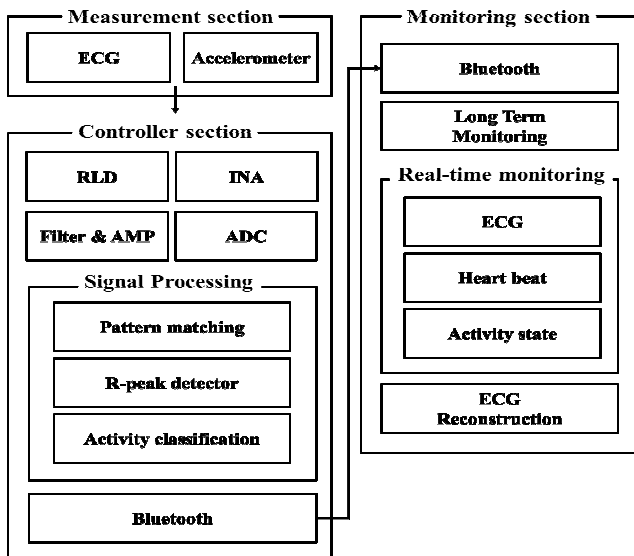 Measurement section
ECG
Accelerometer
Controller section
RLD
INA
Filter & AMP
ADC
Signal Processing
Pattern matching
R-peak detector
Activity classification
Bluetooth
Monitoring section
Bluetooth
Long Term
Monitoring
Real-time monitoring
ECG
Heart beat
Activity state
ECG
Reconstruction